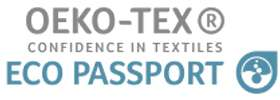 OEKO-TEX®
CONFIDENCE IN TEXTILES
ECO PASSPORT